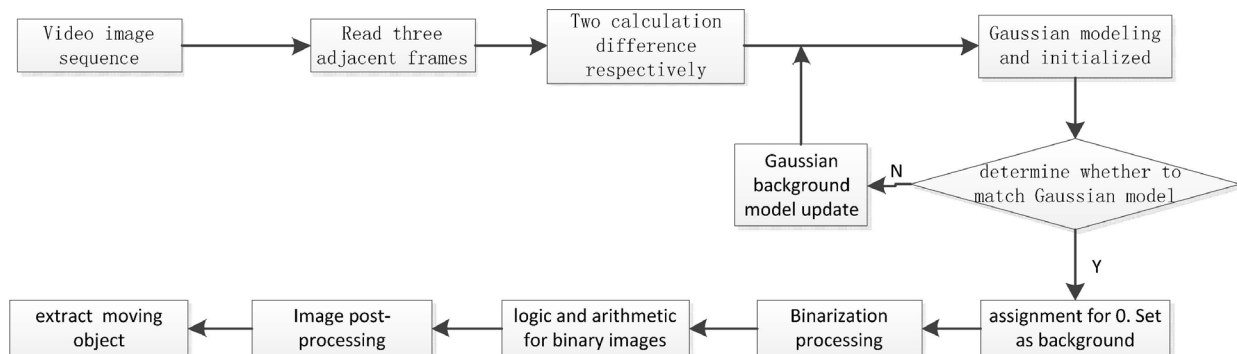 Video image
sequence
Read three
adjacent frames
Two calculation
difference
respectively
Gaussian modeling
and initialized
determine whether to
match Gaussian model
N
Gaussian
background
model update
Y
assignment for 0. Set
as background
Binarization
processing
logic and arithmetic
for binary images
Image post-
processing
extract moving
object